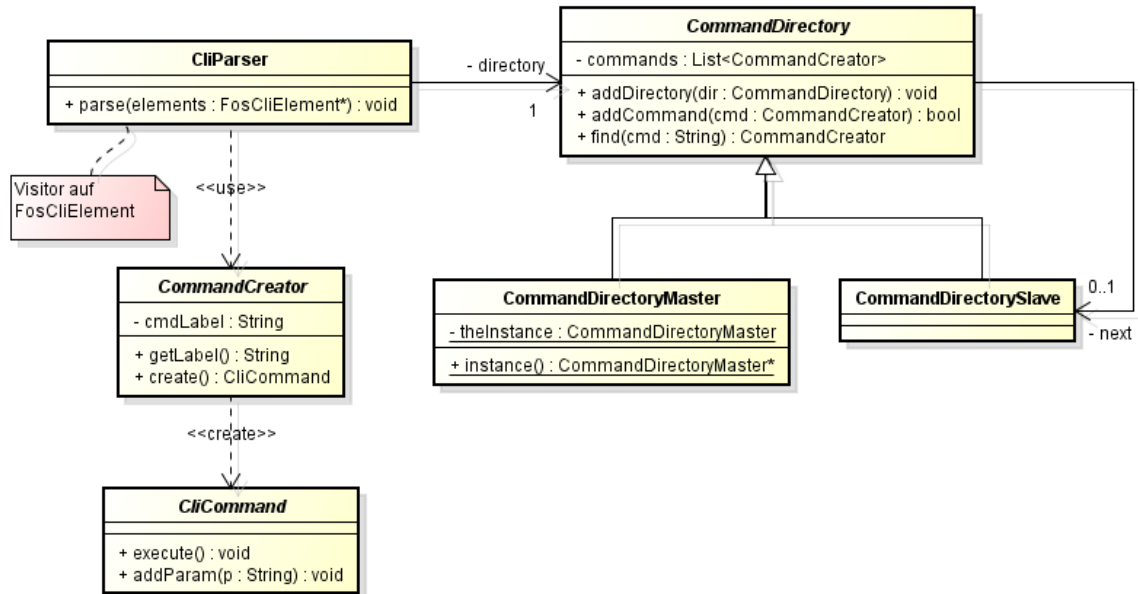 CliParser
+ parse(elements : FosCliElement*) : void
Visitor auf
FosCliElement
<<use>>
- directory
1
CommandDirectory
- commands : List<CommandCreator>
+ addDirectory(dir : CommandDirectory) : void
+ addCommand(cmd : CommandCreator) : bool
+ find(cmd : String) : CommandCreator
CommandCreator
- cmdLabel : String
+ getLabel() : String
+ create() : CliCommand
CommandDirectoryMaster
- theInstance : CommandDirectoryMaster
+ instance() : CommandDirectoryMaster*
CommandDirectorySlave
0..1
- next
<<create>>
CliCommand
+ execute() : void
+ addParam(p : String) : void